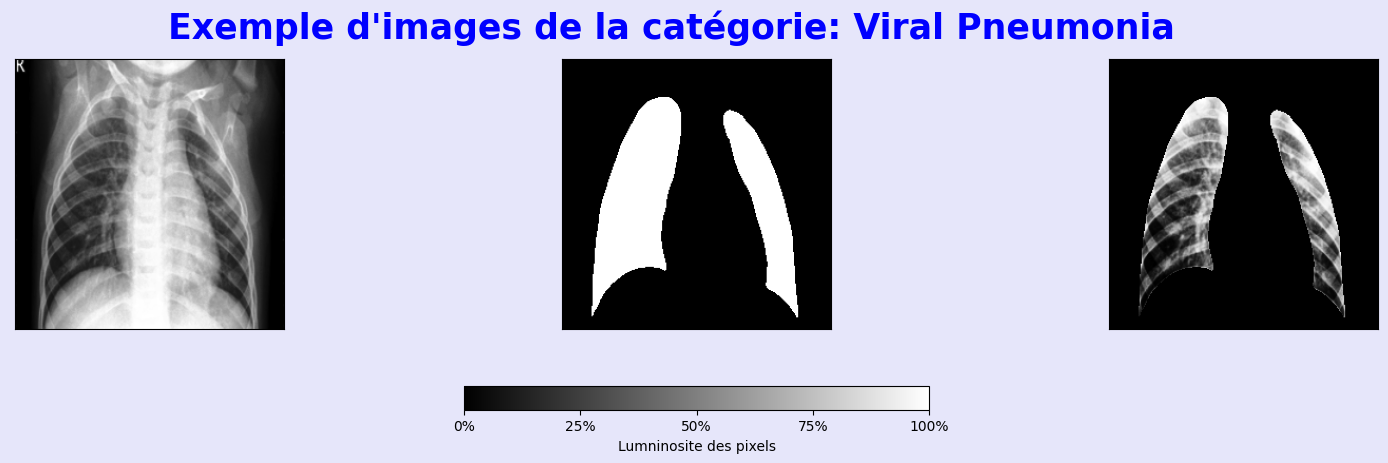 Exemple d'images de la catégorie: Viral Pneumonia
R
0% 25% 50% 75% 100%
Lumninosite des pixels